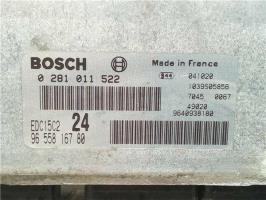 BOSCH
Made in France
0 281 011 522
041020
1039S05856
7045 0067
49020
9640938180
EDC15C2 24
96 558 167 80